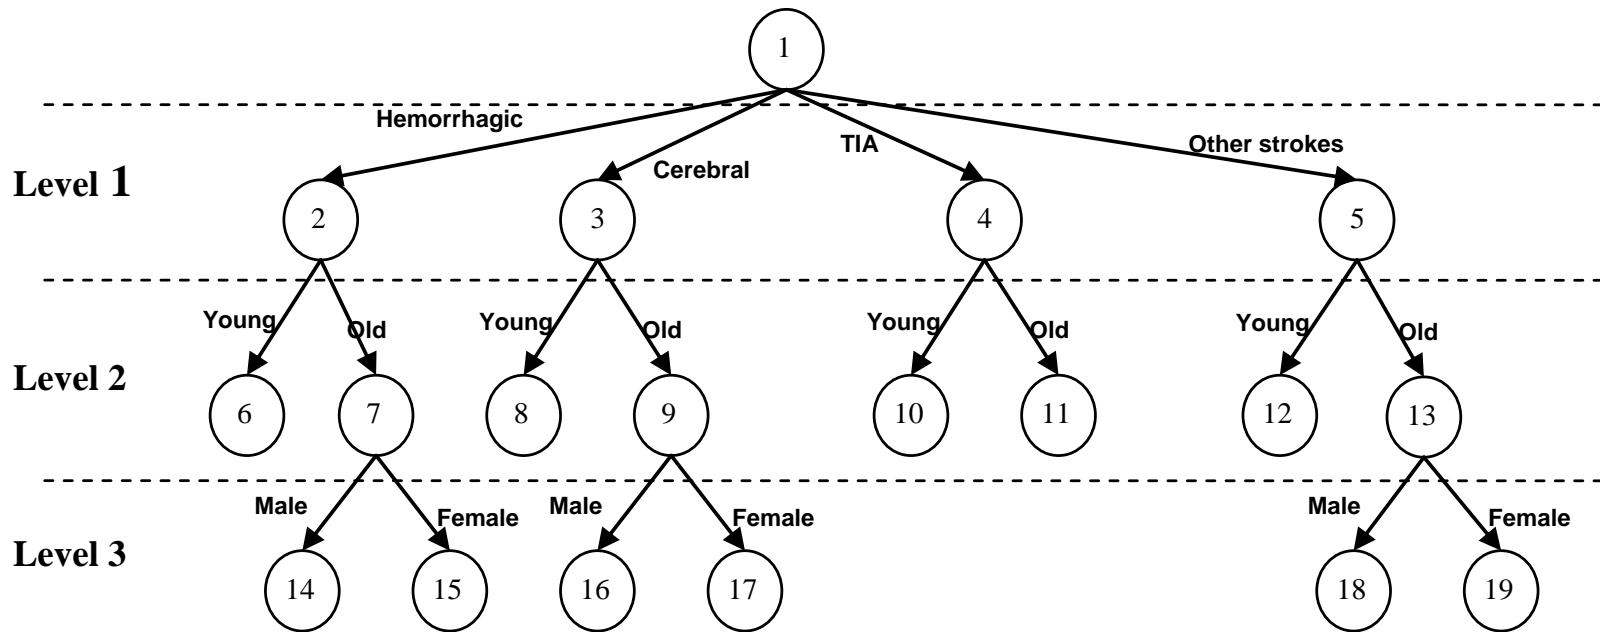 1
Hemorrhagic
TIA
Other strokes
Cerebral
Level 1
2
3
4
5
Young
Old
Young
Old
Young
Old
Young
Old
Level 2
6
7
8
9
10
11
12
13
Male
Female
Male
Female
Male
Female
Level 3
14
15
16
17
18
19